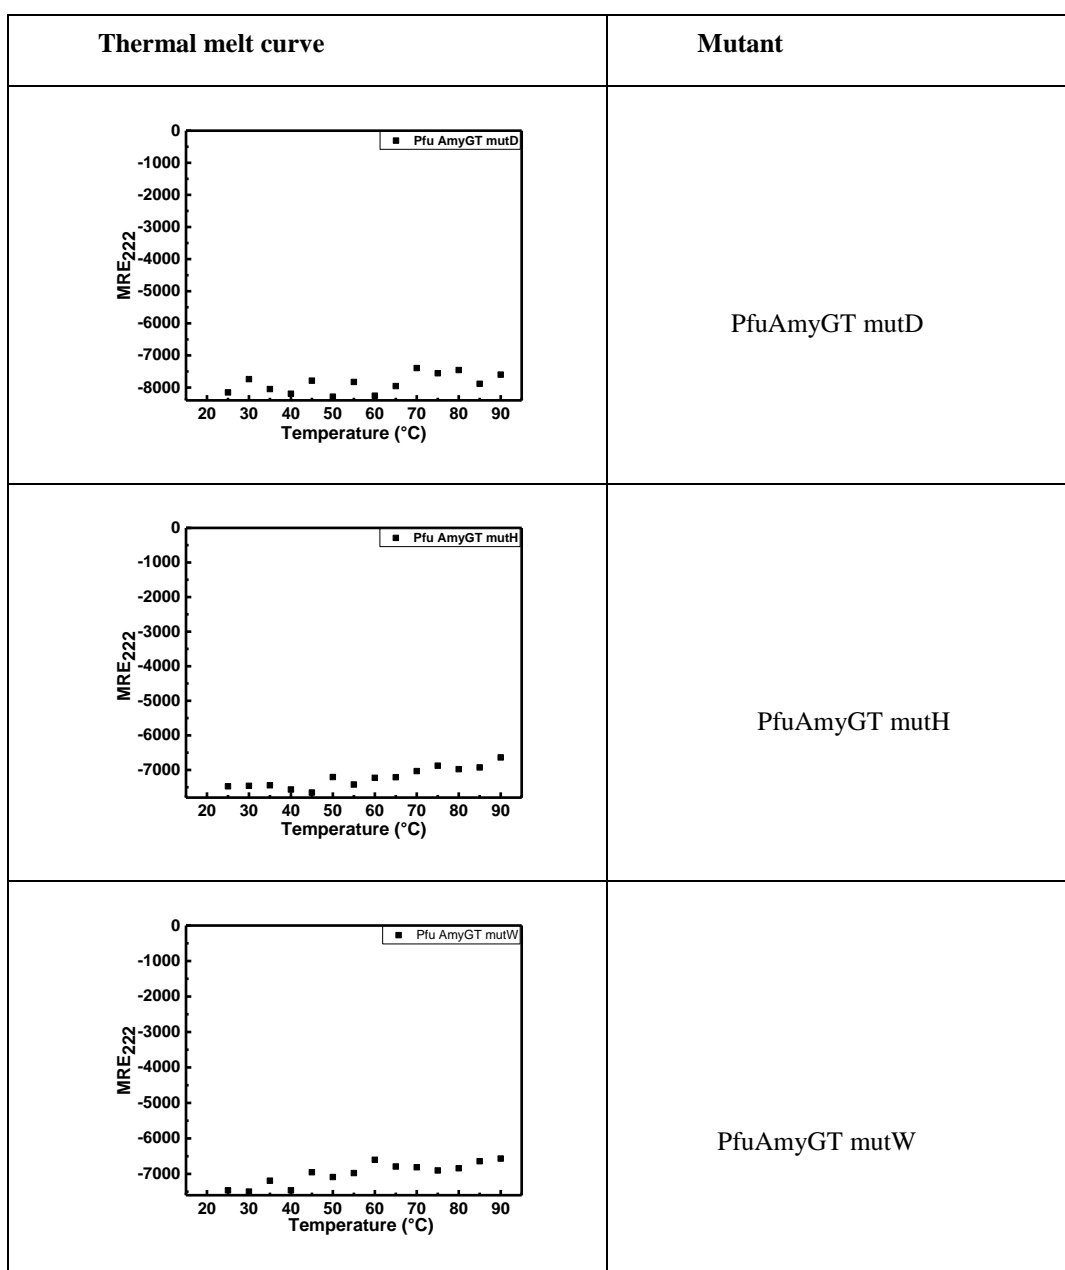 Thermal melt curve
Mutant
Pfu AmyGT mutD
0
-1000
-2000
-3000
-4000
-5000
-6000
-7000
-8000
MRE222
20 30 40 50 60 70 80 90
Temperature (°C)
PfuAmyGT mutD
Pfu AmyGT mutH
0
-1000
-2000
-3000
-4000
-5000
-6000
-7000
MRE222
20 30 40 50 60 70 80 90
Temperature (°C)
PfuAmyGT mutH
Pfu AmyGT mutW
0
-1000
-2000
-3000
-4000
-5000
-6000
-7000
MRE222
20 30 40 50 60 70 80 90
Temperature (°C)
PfuAmyGT mutW